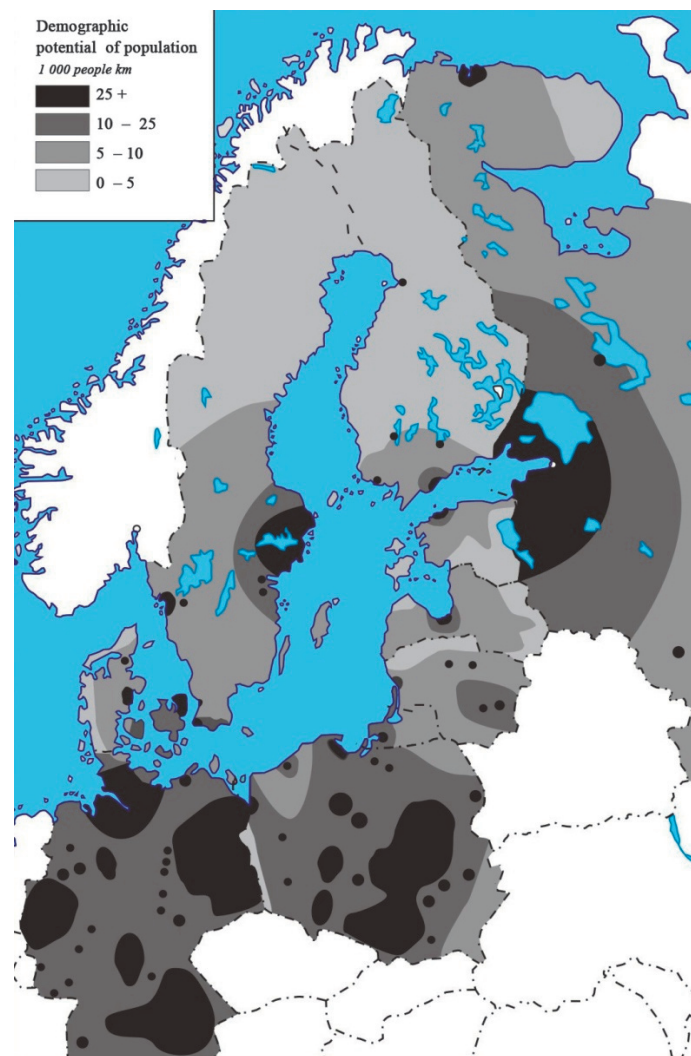 Demographic
potential of population
1 000 people km
25 +
10 – 25
5 – 10
0 – 5